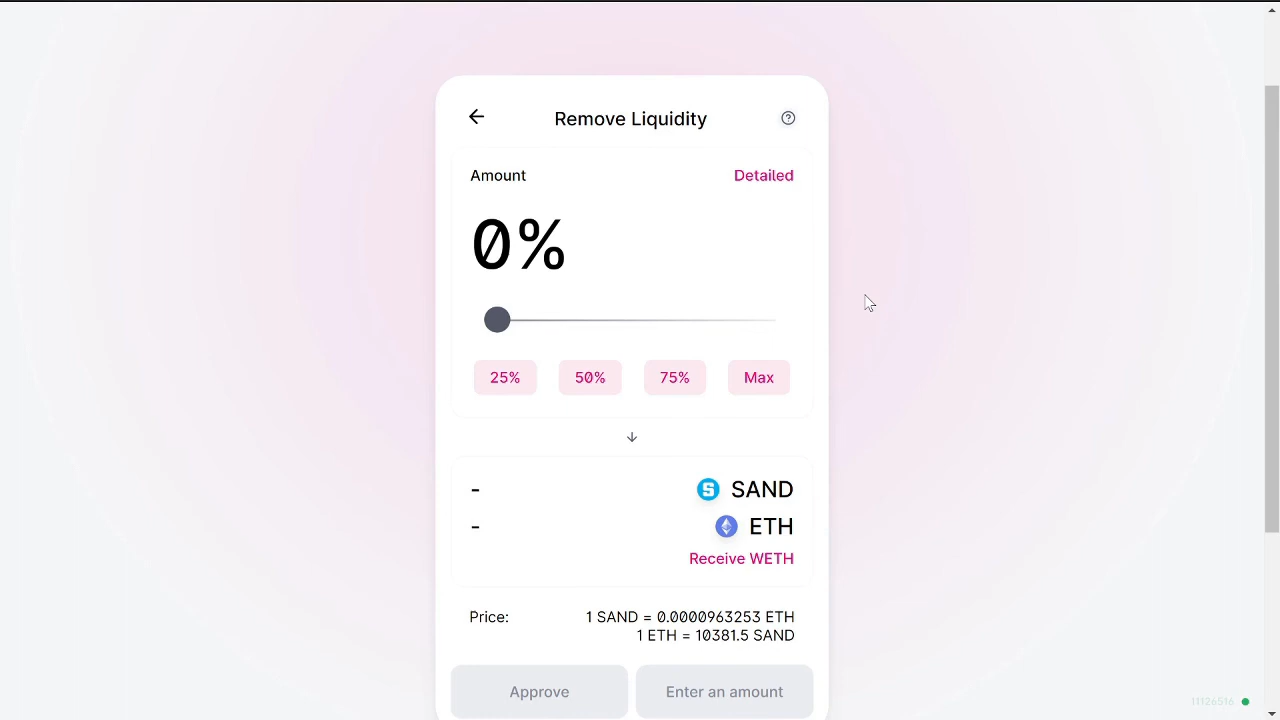 Remove Liquidity
Amount Detailed
0%
25% 50% 75% Max
- SAND
- ETH
Receive WETH
Price: 1 SAND = 0.0000963253 ETH
1 ETH = 10381.5 SAND
Approve Enter an amount
11126516